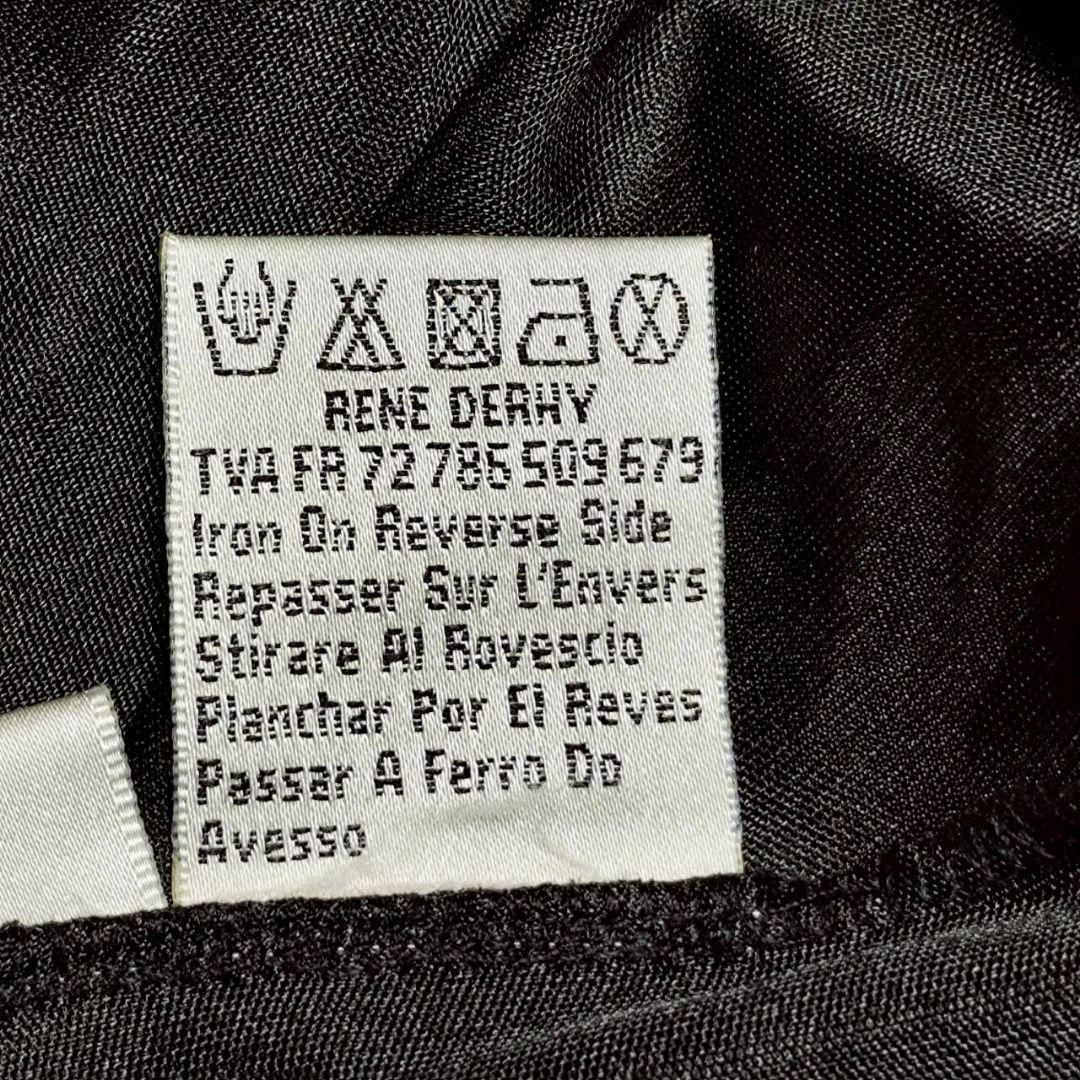 RENE DERHY
TVA FR 72 786 509 679
Iron On Reverse Side
Repasser Sur L'Envers
Stirare Al Rovescio
Planchar Por El Reves
Passar A Ferro Do
Avesso